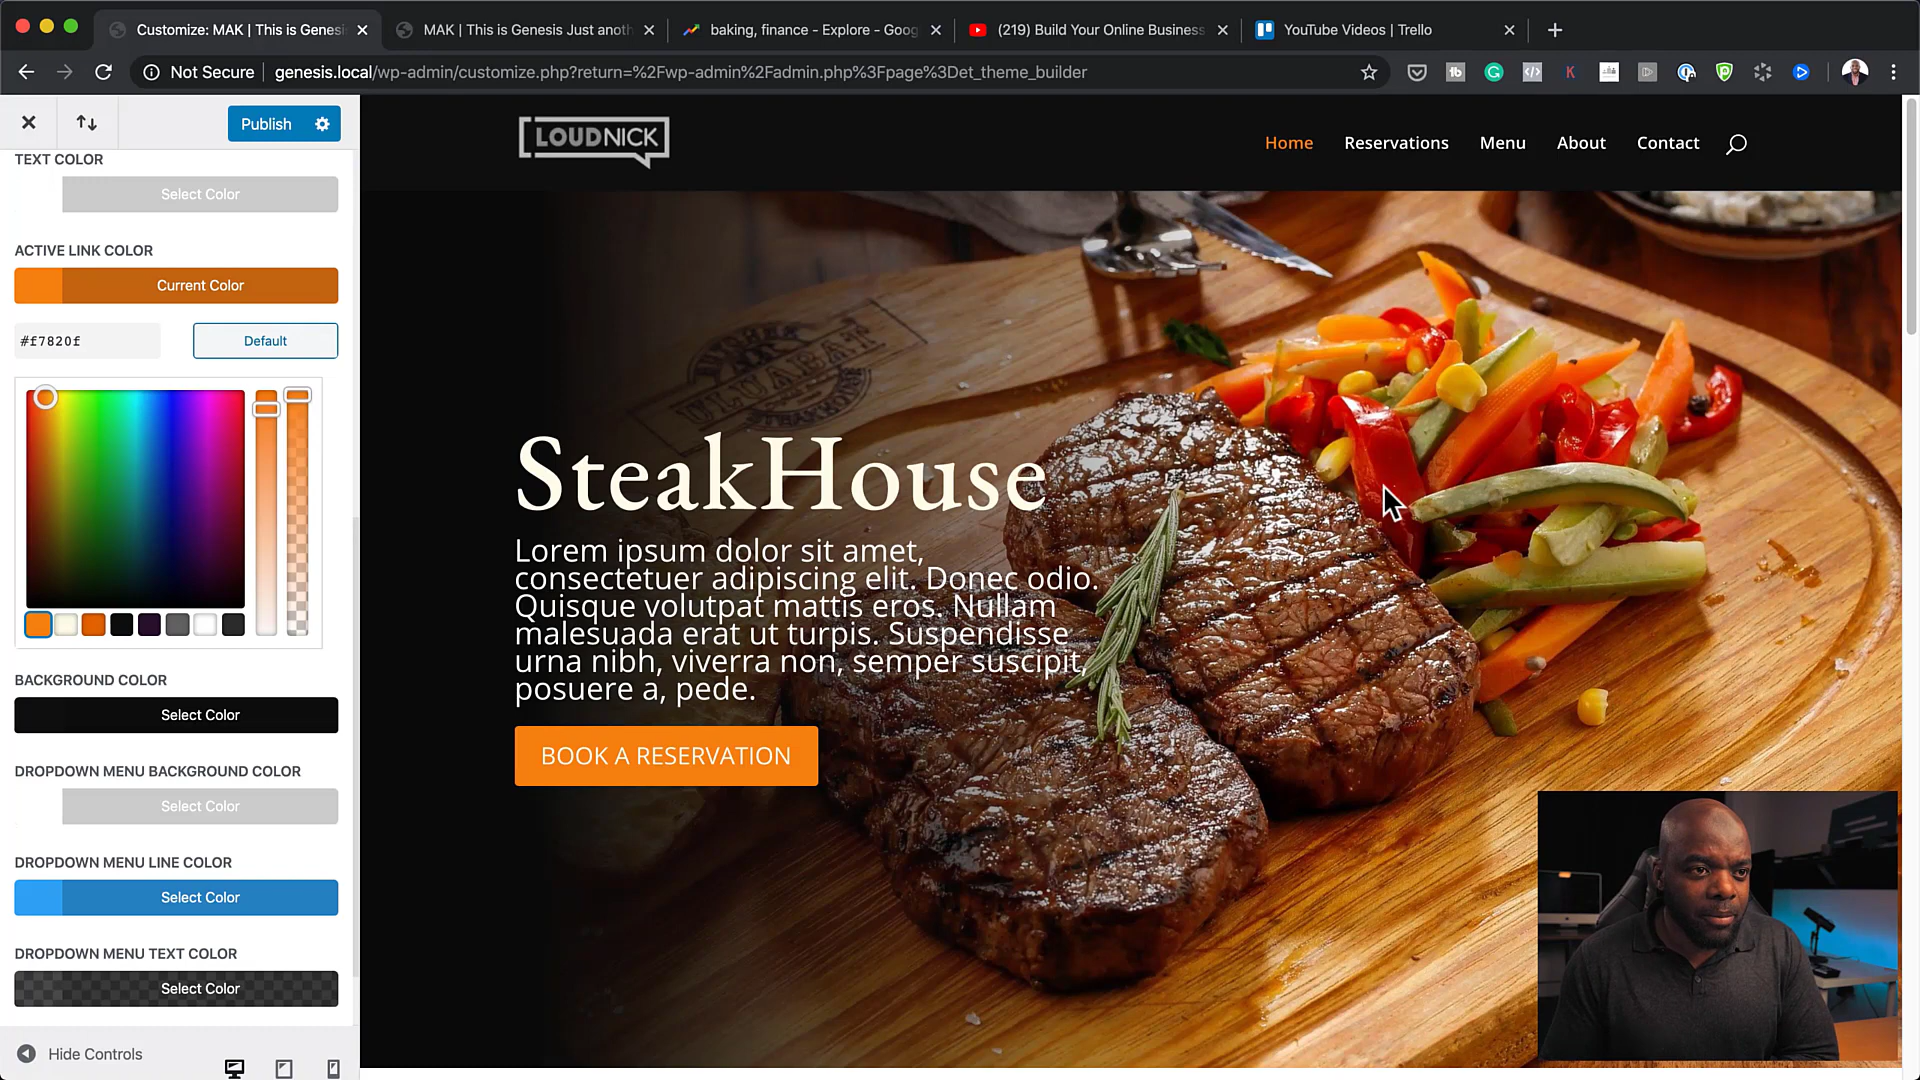 Customize: MAK | This is Genesi
MAK | This is Genesis Just anoth
baking, finance - Explore - Goog
(219) Build Your Online Business
YouTube Videos | Trello
Not Secure
genesis.local/wp-admin/customize.php?return=%2Fwp-admin%2Fadmin.php%3Fpage%3Det_theme_builder
Publish
TEXT COLOR
Select Color
ACTIVE LINK COLOR
Current Color
#f7820f
Default
BACKGROUND COLOR
Select Color
DROPDOWN MENU BACKGROUND COLOR
Select Color
DROPDOWN MENU LINE COLOR
Select Color
DROPDOWN MENU TEXT COLOR
Select Color
Hide Controls
LOUDNICK
Home
Reservations
Menu
About
Contact
SteakHouse
Lorem ipsum dolor sit amet,
consectetuer adipiscing elit. Donec odio.
Quisque volutpat mattis eros. Nullam
malesuada erat ut turpis. Suspendisse
urna nibh, viverra non, semper suscipit,
posuere a, pede.
BOOK A RESERVATION